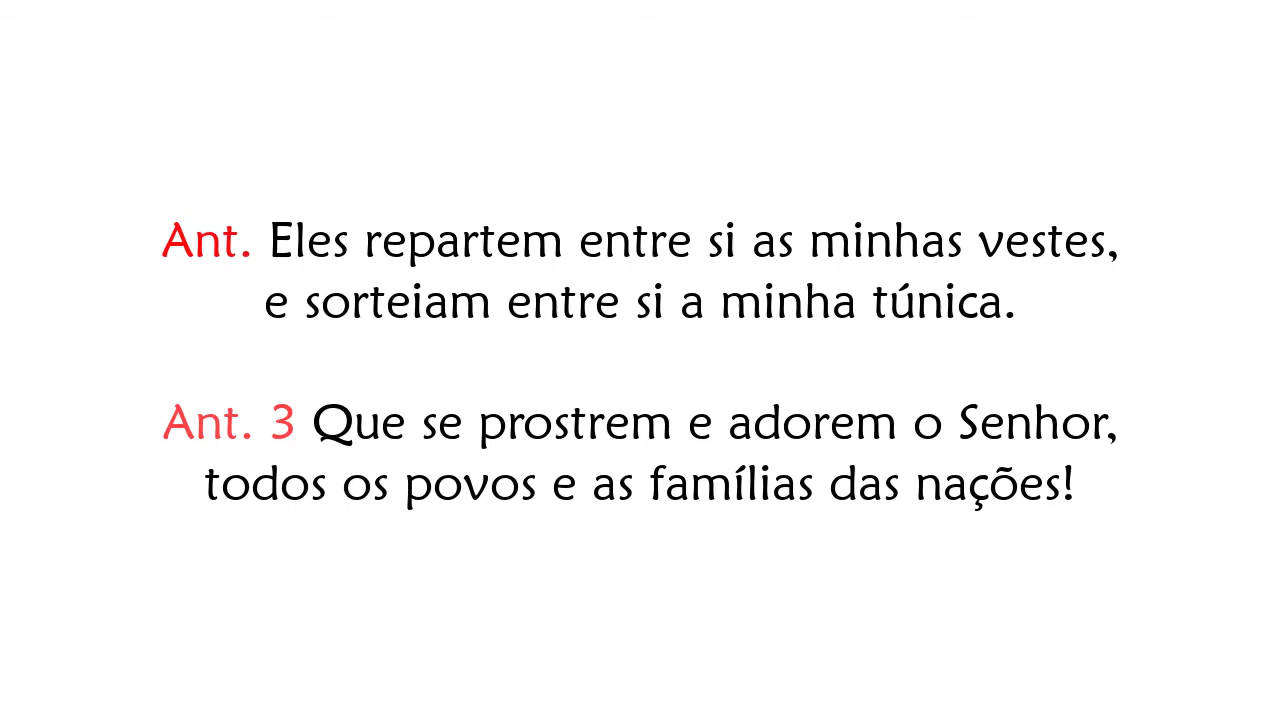 Ant. Eles repartem entre si as minhas vestes,
e sorteiam entre si a minha túnica.
Ant. 3 Que se prostrem e adorem o Senhor,
todos os povos e as famílias das nações!